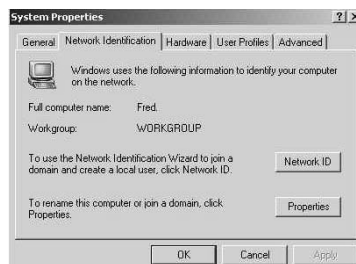 System Properties
General Network Identification Hardware User Profiles Advanced
Windows uses the following information to identify your computer
on the network.
Full computer name: Fred.
Workgroup: WORKGROUP
To use the Network Identification Wizard to join a
domain and create a local user, click Network ID.
Network ID
To rename this computer or join a domain, click
Properties.
Properties
OK Cancel Apply